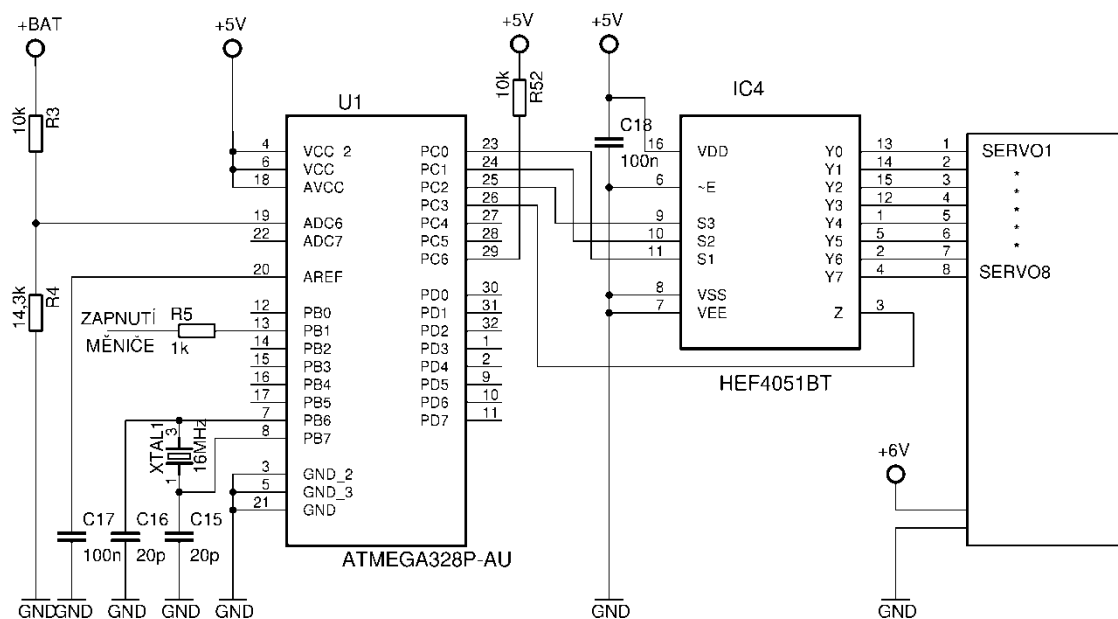 +BAT
+5V
+5V
+5V
10k
R3
10k
R52
U1
IC4
C18
100n
4 VCC_2 PC0 23
6 VCC PC1 24
18 AVCC PC2 25
PC3 26
19 ADC6 PC4 27
22 ADC7 PC5 28
PC6 29
20 AREF
PD0 30
12 PB0 PD1 31
13 PB1 PD2 32
14 PB2 PD3 1
15 PB3 PD4 2
16 PB4 PD5 9
17 PB5 PD6 10
7 PB6 PD7 11
8 PB7
3 GND_2
5 GND_3
21 GND
ATMEGA328P-AU
16 VDD Y0 13
Y1 14
6 ~E Y2 15
Y3 12
9 S3 Y4 1
10 S2 Y5 5
11 S1 Y6 2
Y7 4
8 VSS
7 VEE Z 3
HEF4051BT
1 SERVO1
2 *
3 *
4 *
5 *
6 *
7
8 SERVO8
14,3k
R4
ZAPNUTÍ
MĚNIČE
R5
1k
XTAL1
3
1
16MHz
C17
100n
C16
20p
C15
20p
+6V
GND
GND
GND
GND
GND
GND
GND